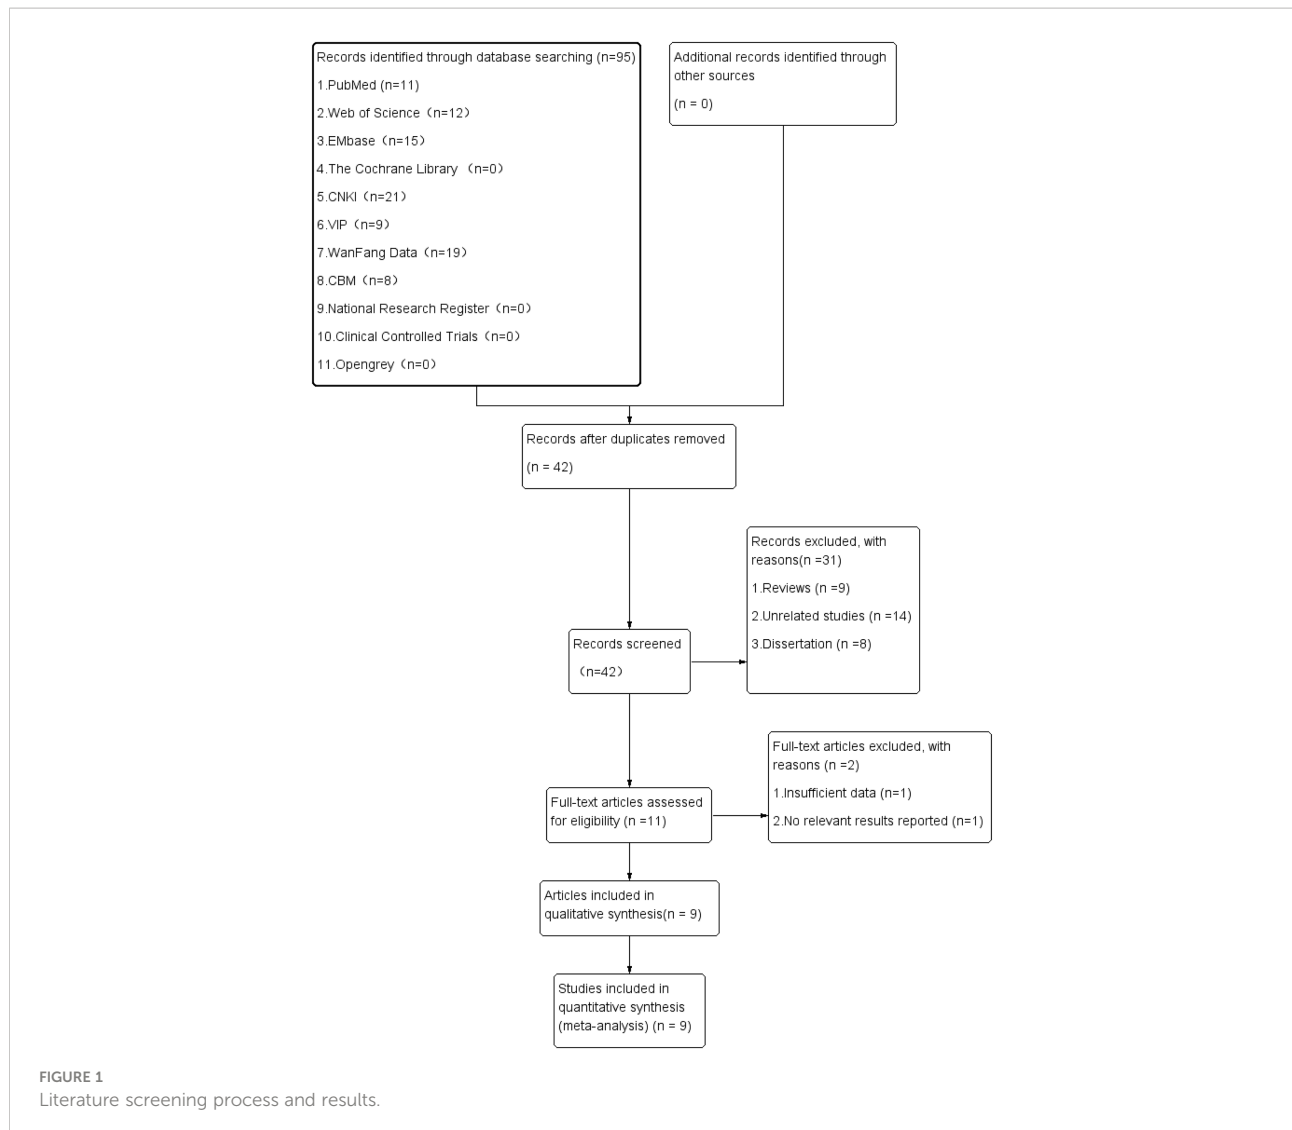 Records identified through database searching (n=95)
1.PubMed (n=11)
2.Web of Science（n=12）
3.EMbase（n=15）
4.The Cochrane Library （n=0）
5.CNKI（n=21）
6.VIP（n=9）
7.WanFang Data（n=19）
8.CBM（n=8）
9.National Research Register（n=0）
10.Clinical Controlled Trials（n=0）
11.Opengrey（n=0）
Additional records identified through
other sources
(n = 0)
Records after duplicates removed
(n = 42)
Records excluded, with
reasons(n =31)
1.Reviews (n =9)
2.Unrelated studies (n =14)
3.Dissertation (n =8)
Records screened
（n=42）
Full-text articles excluded, with
reasons (n =2)
1.Insufficient data (n=1)
2.No relevant results reported (n=1)
Full-text articles assessed
for eligibility (n =11)
Articles included in
qualitative synthesis(n = 9)
Studies included in
quantitative synthesis
(meta-analysis) (n = 9)
FIGURE 1
Literature screening process and results.